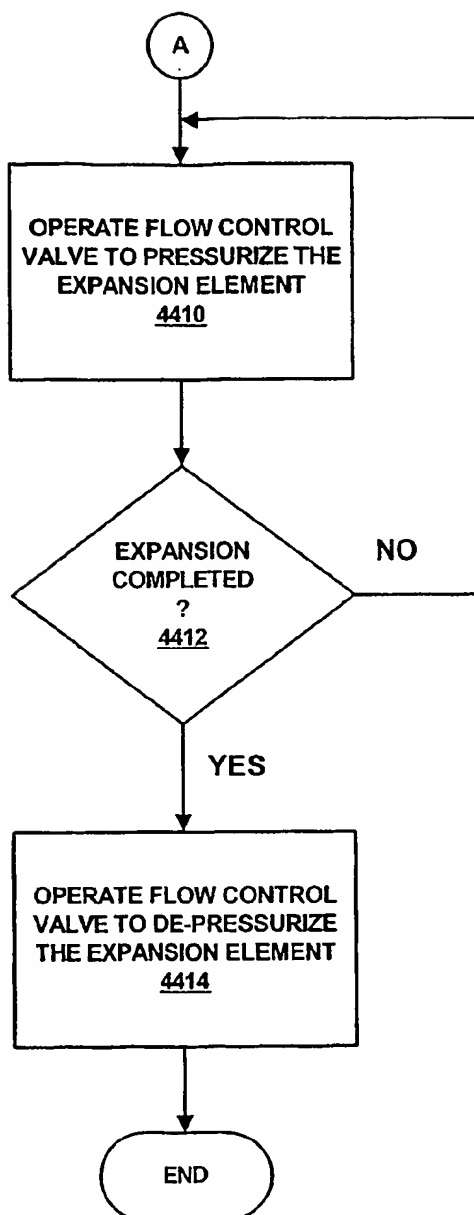 A
OPERATE FLOW CONTROL
VALVE TO PRESSURIZE THE
EXPANSION ELEMENT
4410
EXPANSION
COMPLETED
?
4412
NO
YES
OPERATE FLOW CONTROL
VALVE TO DE-PRESSURIZE
THE EXPANSION ELEMENT
4414
END